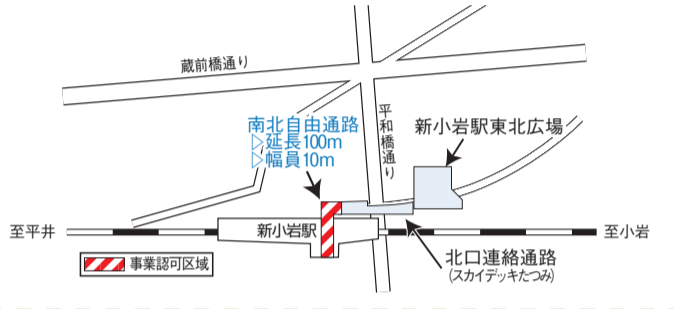 蔵前橋通り
平和橋通り
南北自由通路
▷延長100m
▷幅員10m
新小岩駅東北広場
至平井
新小岩駅
至小岩
北口連絡通路
(スカイデッキたつみ)
事業認可区域